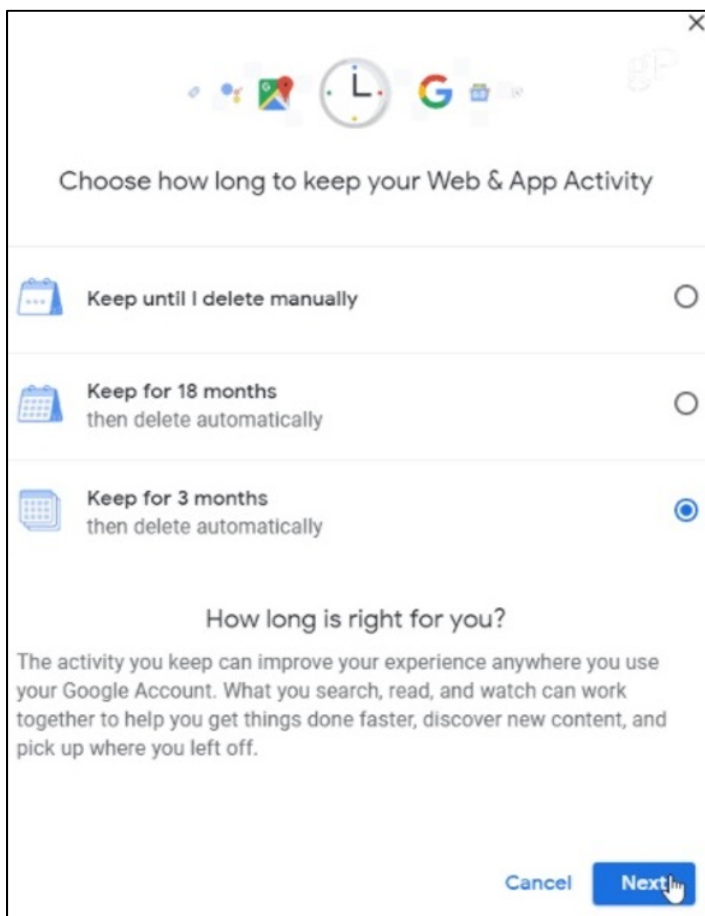 Choose how long to keep your Web & App Activity
Keep until I delete manually
Keep for 18 months
then delete automatically
Keep for 3 months
then delete automatically
How long is right for you?
The activity you keep can improve your experience anywhere you use
your Google Account. What you search, read, and watch can work
together to help you get things done faster, discover new content, and
pick up where you left off.
Cancel
Next